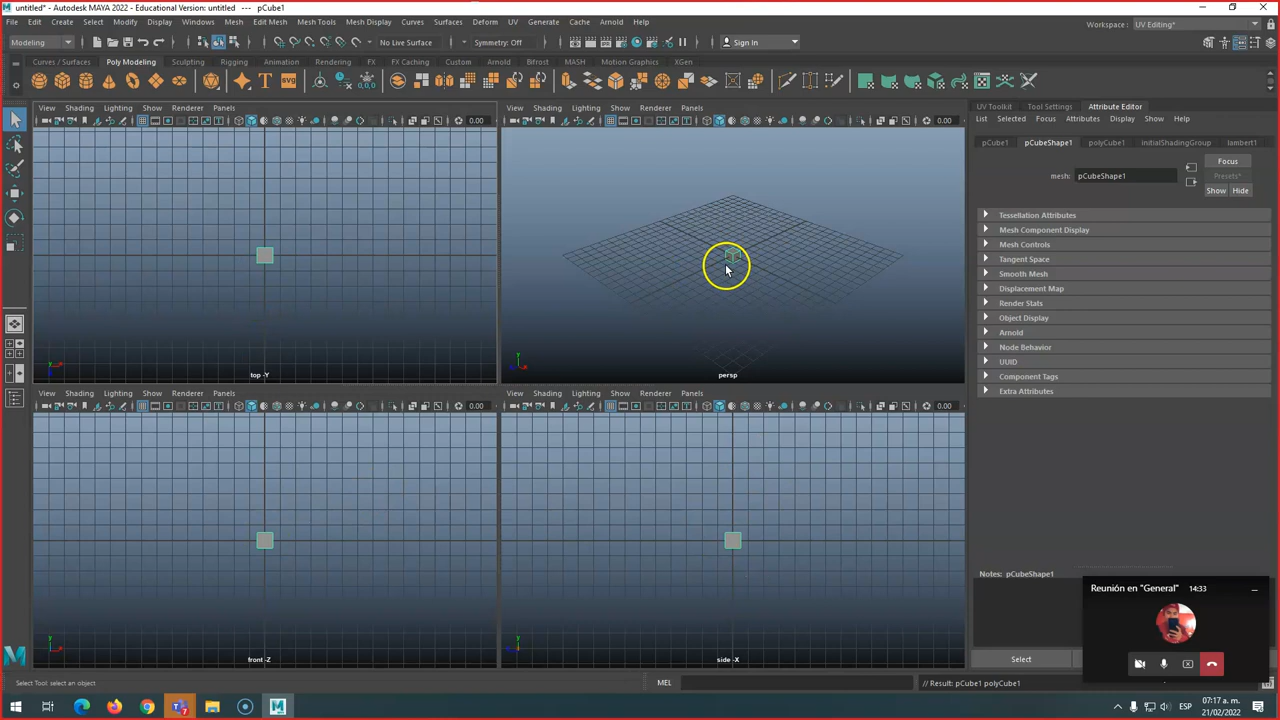 untitled* - Autodesk MAYA 2022 - Educational Version: untitled --- pCube1
File Edit Create Select Modify Display Windows Mesh Edit Mesh Mesh Tools Mesh Display Curves Surfaces Deform UV Generate Cache Arnold Help
Workspace: UV Editing*
Modeling No Live Surface Symmetry: Off Sign In
Curves / Surfaces Poly Modeling Sculpting Rigging Animation Rendering FX FX Caching Custom Arnold Bifrost MASH Motion Graphics XGen
SVG
View Shading Lighting Show Renderer Panels
0.00
top -Y
View Shading Lighting Show Renderer Panels
0.00
persp
View Shading Lighting Show Renderer Panels
0.00
front -Z
View Shading Lighting Show Renderer Panels
0.00
side -X
UV Toolkit Tool Settings Attribute Editor
List Selected Focus Attributes Display Show Help
pCube1 pCubeShape1 polyCube1 initialShadingGroup lambert1
mesh: pCubeShape1
Focus
Presets*
Show Hide
Tessellation Attributes
Mesh Component Display
Mesh Controls
Tangent Space
Smooth Mesh
Displacement Map
Render Stats
Object Display
Arnold
Node Behavior
UUID
Component Tags
Extra Attributes
Notes: pCubeShape1
Select
Reunión en "General" 14:33
Select Tool: select an object
MEL
// Result: pCube1 polyCube1
ESP
07:17 a. m.
21/02/2022